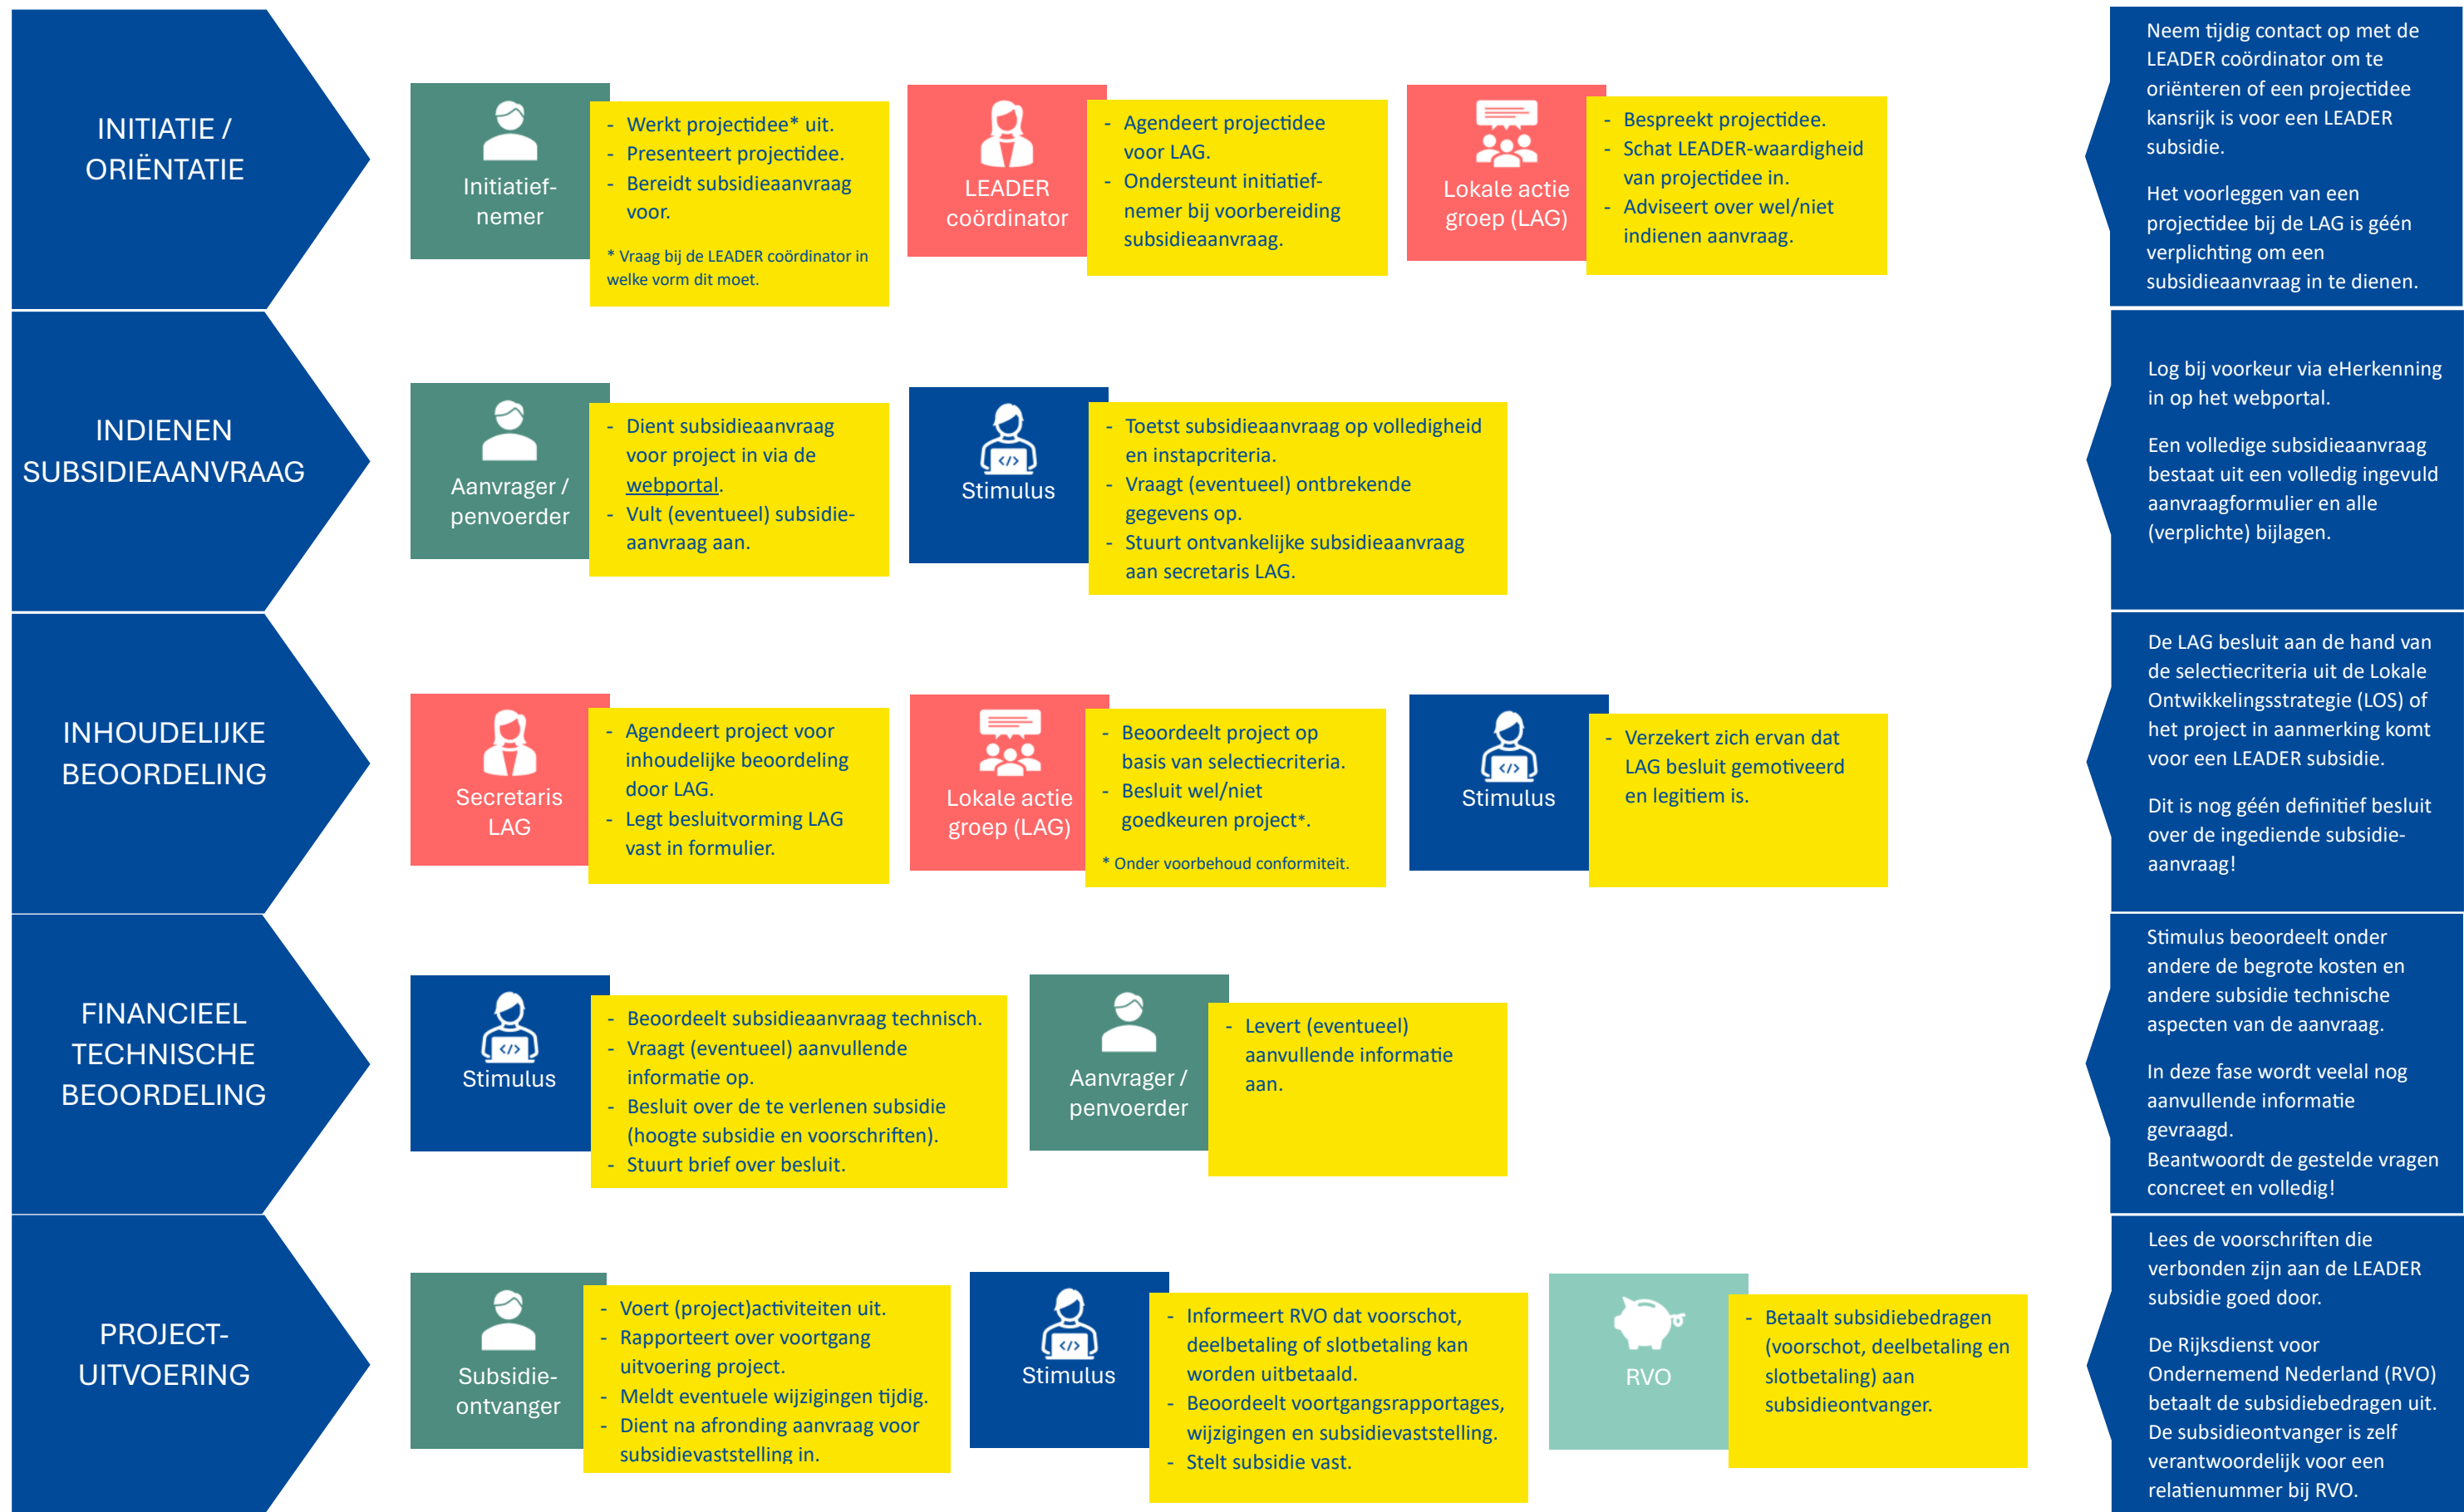 INITIATIE /
ORIËNTATIE
Initiatief-
nemer
- Werkt projectidee* uit.
- Presenteert projectidee.
- Bereidt subsidieaanvraag
voor.
* Vraag bij de LEADER coördinator in
welke vorm dit moet.
LEADER
coördinator
- Agendeert projectidee
voor LAG.
- Ondersteunt initiatief-
nemer bij voorbereiding
subsidieaanvraag.
Lokale actie
groep (LAG)
- Bespreekt projectidee.
- Schat LEADER-waardigheid
van projectidee in.
- Adviseert over wel/niet
indienen aanvraag.
Neem tijdig contact op met de
LEADER coördinator om te
oriënteren of een projectidee
kansrijk is voor een LEADER
subsidie.
Het voorleggen van een
projectidee bij de LAG is géén
verplichting om een
subsidieaanvraag in te dienen.
INDIENEN
SUBSIDIEAANVRAAG
Aanvrager /
penvoerder
- Dient subsidieaanvraag
voor project in via de
webportal.
- Vult (eventueel) subsidie-
aanvraag aan.
Stimulus
- Toetst subsidieaanvraag op volledigheid
en instapcriteria.
- Vraagt (eventueel) ontbrekende
gegevens op.
- Stuurt ontvankelijke subsidieaanvraag
aan secretaris LAG.
Log bij voorkeur via eHerkenning
in op het webportal.
Een volledige subsidieaanvraag
bestaat uit een volledig ingevuld
aanvraagformulier en alle
(verplichte) bijlagen.
INHOUDELIJKE
BEOORDELING
Secretaris
LAG
- Agendeert project voor
inhoudelijke beoordeling
door LAG.
- Legt besluitvorming LAG
vast in formulier.
Lokale actie
groep (LAG)
- Beoordeelt project op
basis van selectiecriteria.
- Besluit wel/niet
goedkeuren project*.
* Onder voorbehoud conformiteit.
Stimulus
- Verzekert zich ervan dat
LAG besluit gemotiveerd
en legitiem is.
De LAG besluit aan de hand van
de selectiecriteria uit de Lokale
Ontwikkelingsstrategie (LOS) of
het project in aanmerking komt
voor een LEADER subsidie.
Dit is nog géén definitief besluit
over de ingediende subsidie-
aanvraag!
FINANCIEEL
TECHNISCHE
BEOORDELING
Stimulus
- Beoordeelt subsidieaanvraag technisch.
- Vraagt (eventueel) aanvullende
informatie op.
- Besluit over de te verlenen subsidie
(hoogte subsidie en voorschriften).
- Stuurt brief over besluit.
Aanvrager /
penvoerder
- Levert (eventueel)
aanvullende informatie
aan.
Stimulus beoordeelt onder
andere de begrote kosten en
andere subsidie technische
aspecten van de aanvraag.
In deze fase wordt veelal nog
aanvullende informatie
gevraagd.
Beantwoordt de gestelde vragen
concreet en volledig!
PROJECT-
UITVOERING
Subsidie-
ontvanger
- Voert (project)activiteiten uit.
- Rapporteert over voortgang
uitvoering project.
- Meldt eventuele wijzigingen tijdig.
- Dient na afronding aanvraag voor
subsidievaststelling in.
Stimulus
- Informeert RVO dat voorschot,
deelbetaling of slotbetaling kan
worden uitbetaald.
- Beoordeelt voortgangsrapportages,
wijzigingen en subsidievaststelling.
- Stelt subsidie vast.
RVO
- Betaalt subsidiebedragen
(voorschot, deelbetaling en
slotbetaling) aan
subsidieontvanger.
Lees de voorschriften die
verbonden zijn aan de LEADER
subsidie goed door.
De Rijksdienst voor
Ondernemend Nederland (RVO)
betaalt de subsidiebedragen uit.
De subsidieontvanger is zelf
verantwoordelijk voor een
relatienummer bij RVO.